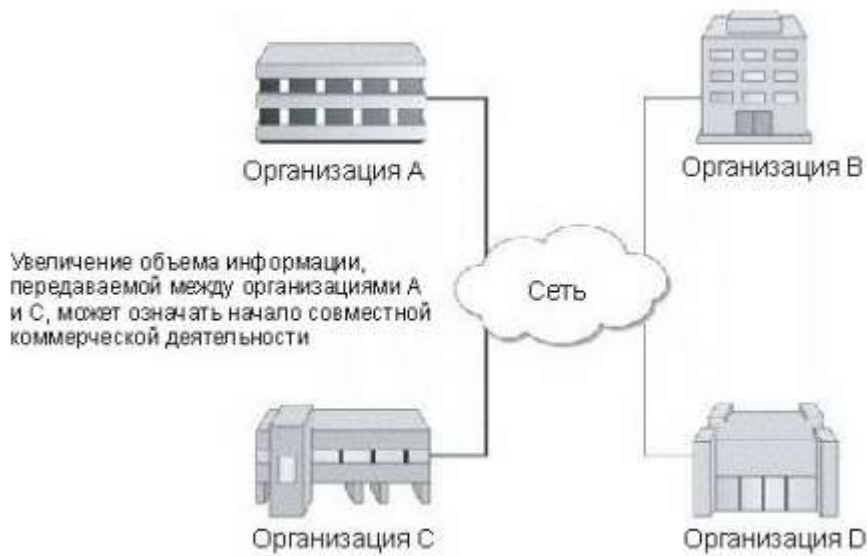 Организация A
Организация B
Увеличение объема информации,
передаваемой между организациями А
и С, может означать начало совместной
коммерческой деятельности
Сеть
Организация C
Организация D